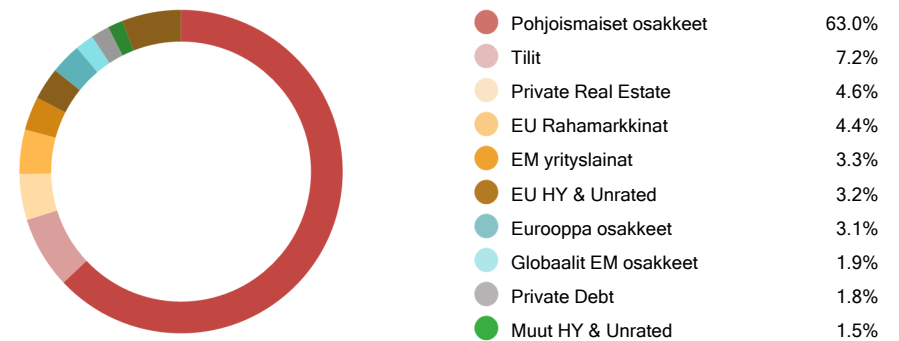 Pohjoismaiset osakkeet 63.0%
Tilit 7.2%
Private Real Estate 4.6%
EU Rahamarkkinat 4.4%
EM yrityslainat 3.3%
EU HY & Unrated 3.2%
Eurooppa osakkeet 3.1%
Globaalit EM osakkeet 1.9%
Private Debt 1.8%
Muut HY & Unrated 1.5%